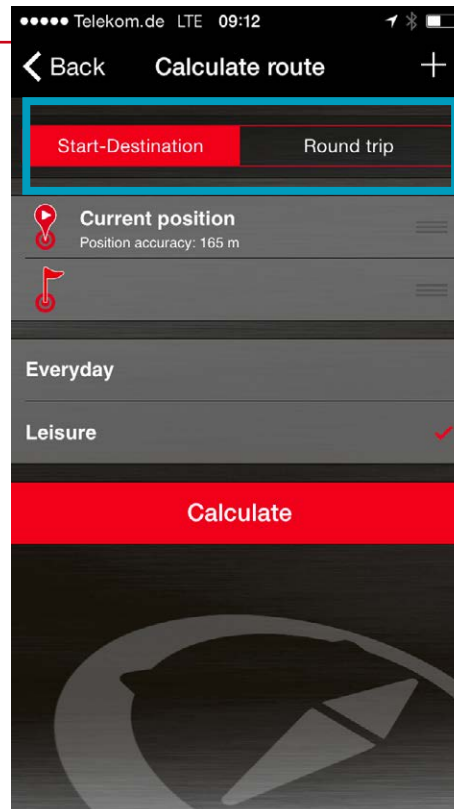 Telekom.de LTE 09:12
Back Calculate route
Start-Destination Round trip
Current position
Position accuracy: 165 m
Everyday
Leisure
Calculate